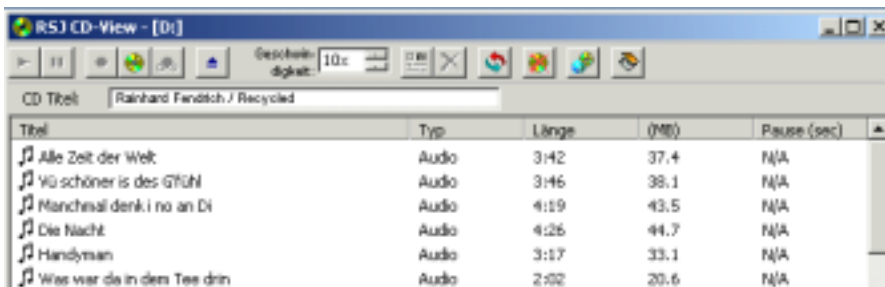 RSJ CD-View - [D:]
Geschwin-
digkeit: 10x
CD Titel: Rainhard Fendrich / Recycled
Titel Typ Länge (MB) Pause (sec)
Alle Zeit der Welt Audio 3:42 37.4 N/A
Vü schöner is des G'fühl Audio 3:46 38.1 N/A
Manchmal denk i no an Di Audio 4:19 43.5 N/A
Die Nacht Audio 4:26 44.7 N/A
Handyman Audio 3:17 33.1 N/A
Was war da in dem Tee drin Audio 2:02 20.6 N/A